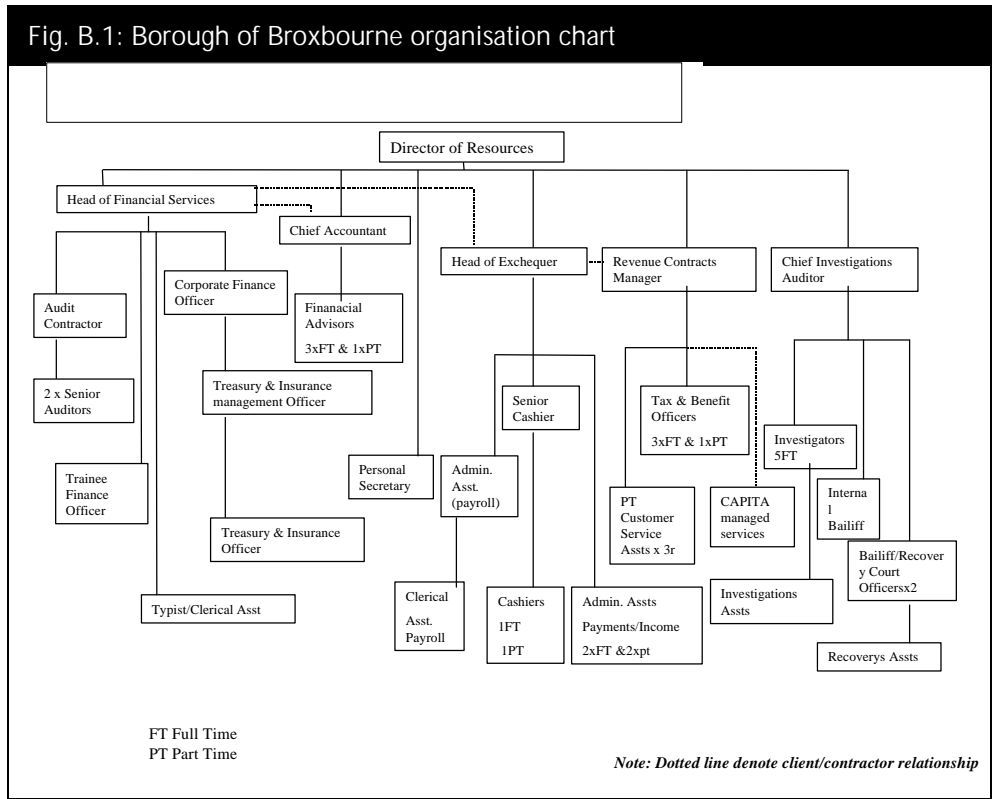 Fig. B.1: Borough of Broxbourne organisation chart
Director of Resources
Head of Financial Services
Chief Accountant
Head of Exchequer
Revenue Contracts
Manager
Chief Investigations
Auditor
Corporate Finance
Officer
Audit
Contractor
Finanacial
Advisors
3xFT & 1xPT
2 x Senior
Auditors
Treasury & Insurance
management Officer
Senior
Cashier
Tax & Benefit
Officers
3xFT & 1xPT
Investigators
5FT
Trainee
Finance
Officer
Personal
Secretary
Admin.
Asst.
(payroll)
PT
Customer
Service
Assts x 3r
CAPITA
managed
services
Interna
l
Bailiff
Treasury & Insurance
Officer
Bailiff/Recover
y Court
Officersx2
Typist/Clerical Asst
Clerical
Asst.
Payroll
Cashiers
1FT
1PT
Admin. Assts
Payments/Income
2xFT &2xpt
Investigations
Assts
Recoverys Assts
FT Full Time
PT Part Time
Note: Dotted line denote client/contractor relationship